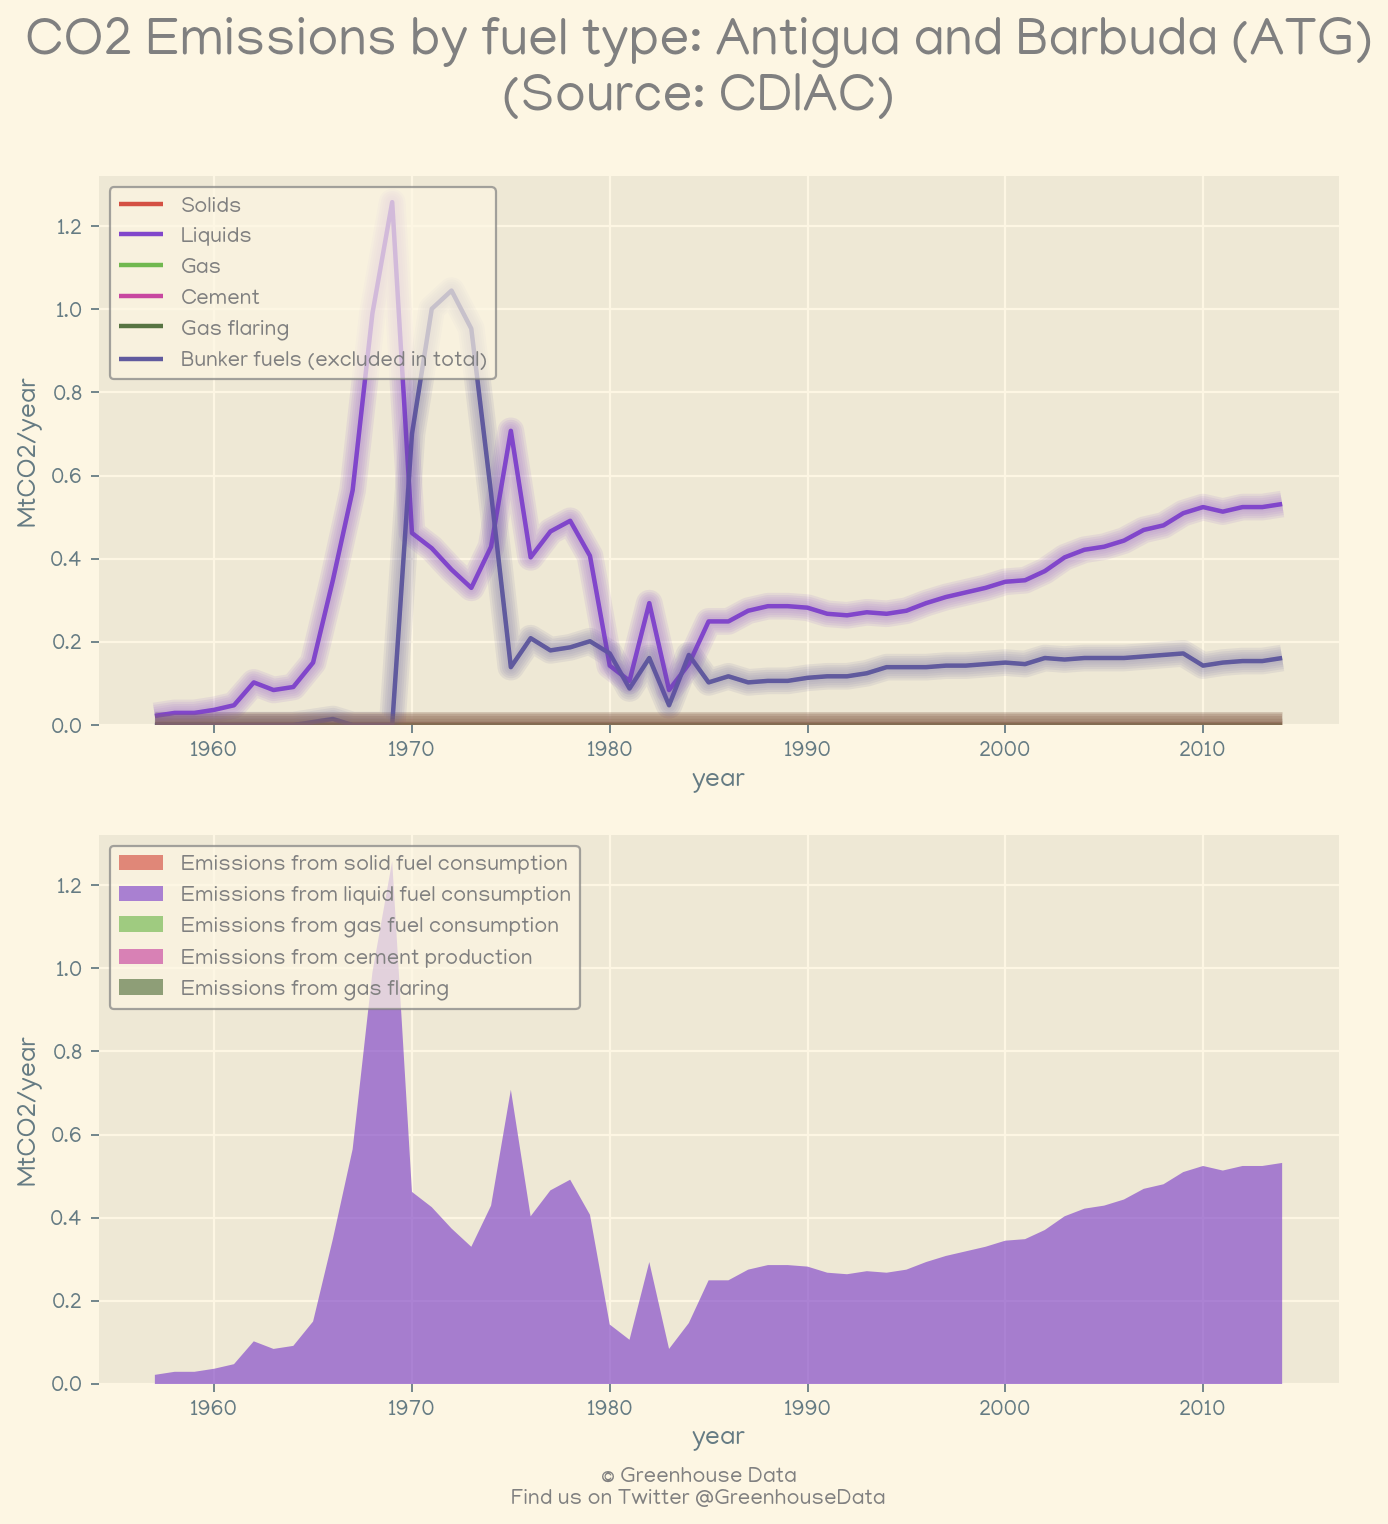 CO2 Emissions by fuel type: Antigua and Barbuda (ATG)
(Source: CDIAC)
Solids
Liquids
Gas
Cement
Gas flaring
Bunker fuels (excluded in total)
MtCO2/year
1.2
1.0
0.8
0.6
0.4
0.2
0.0
1960 1970 1980 1990 2000 2010
year
Emissions from solid fuel consumption
Emissions from liquid fuel consumption
Emissions from gas fuel consumption
Emissions from cement production
Emissions from gas flaring
MtCO2/year
1.2
1.0
0.8
0.6
0.4
0.2
0.0
1960 1970 1980 1990 2000 2010
year
© Greenhouse Data
Find us on Twitter @GreenhouseData